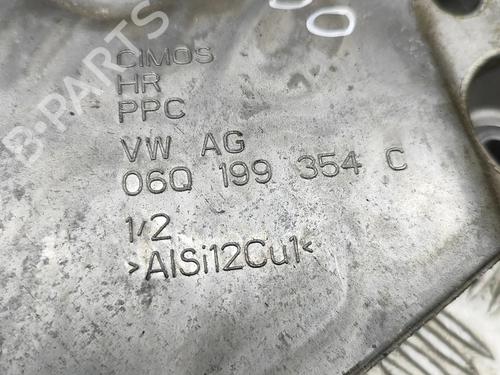 CIMOS
HR
PPC
VW AG
06Q 199 354 C
1/2
>AlSi12Cu1<
B-PARTS